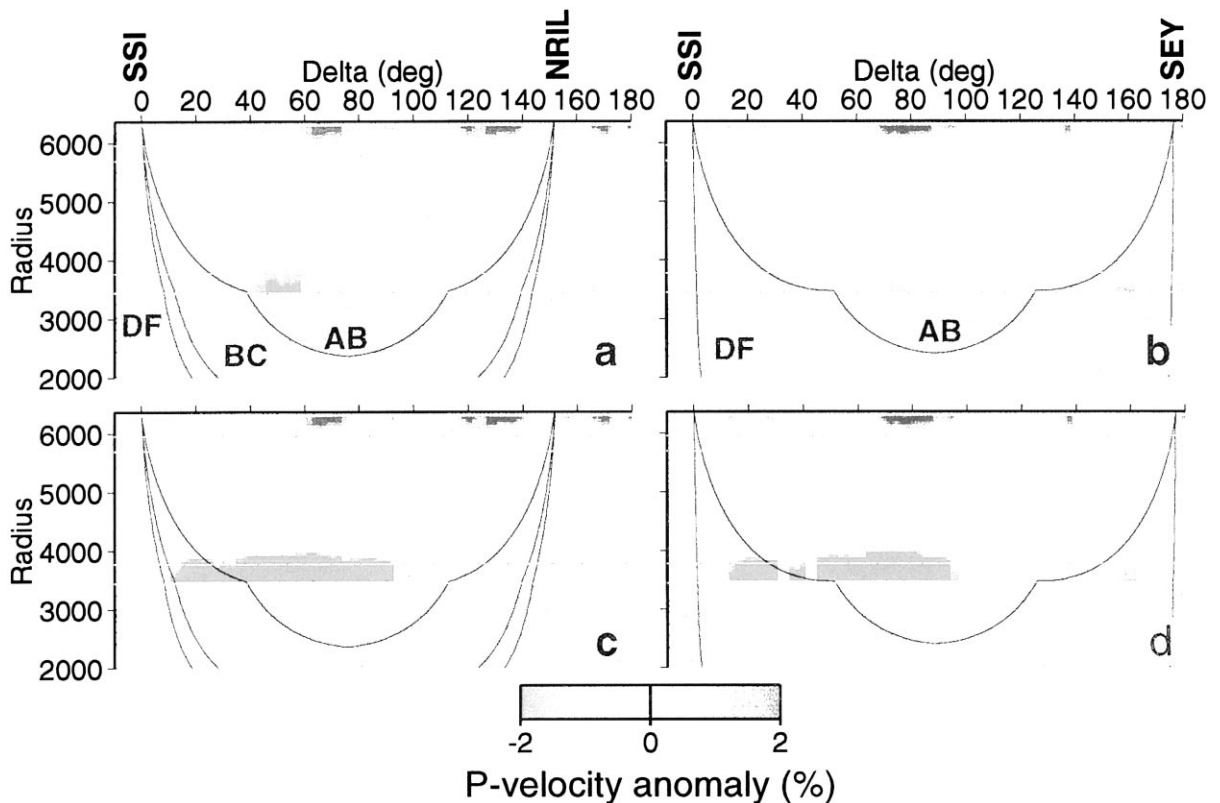 SSI NRIL SSI SEY
Delta (deg) Delta (deg)
0 20 40 60 80 100 120 140 160 180 0 20 40 60 80 100 120 140 160 180
6000
5000
4000
3000
2000
Radius
DF BC AB a
DF AB b
6000
5000
4000
3000
2000
Radius
c d
-2 0 2
P-velocity anomaly (%)